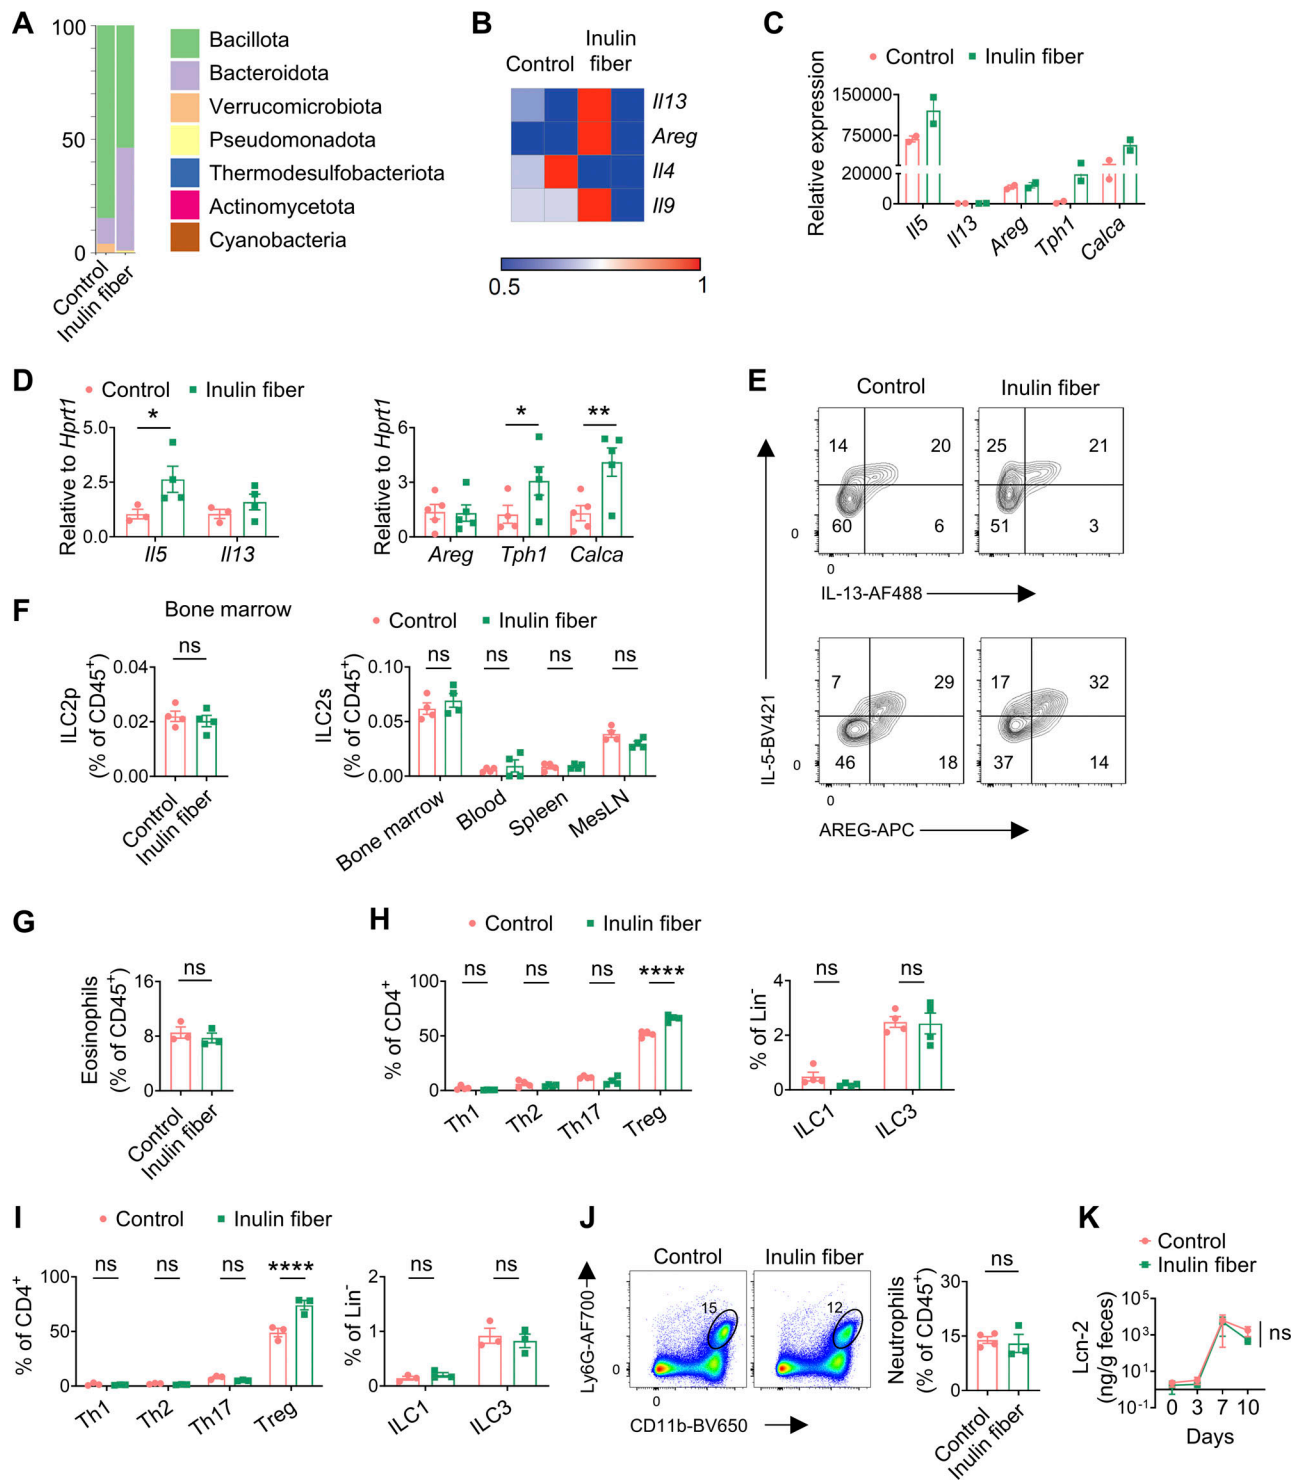 A
100
50
0
Control
Inulin fiber
Bacillota
Bacteroidota
Verrucomicrobiota
Pseudomonadota
Thermodesulfobacteriota
Actinomycetota
Cyanobacteria
B
Control
Inulin
fiber
Il13
Areg
Il4
Il9
0.5
1
C
Control
Inulin fiber
Relative expression
150000
75000
20000
0
Il5
Il13
Areg
Tph1
Calca
D
Control
Inulin fiber
Relative to Hprt1
5.0
2.5
0.0
*
Il5
Il13
Relative to Hprt1
6
3
0
*
**
Areg
Tph1
Calca
E
Control
Inulin fiber
14
20
60
6
25
21
51
3
0
0
IL-13-AF488
IL-5-BV421
7
29
46
18
17
32
37
14
0
0
AREG-APC
F
Bone marrow
ILC2p
(% of CD45+)
0.04
0.02
0.00
ns
Control
Inulin fiber
Control
Inulin fiber
ILC2s
(% of CD45+)
0.10
0.05
0.00
ns
ns
ns
ns
Bone marrow
Blood
Spleen
MesLN
G
Eosinophils
(% of CD45+)
16
8
0
ns
Control
Inulin fiber
H
Control
Inulin fiber
% of CD4+
100
50
0
ns
ns
ns
****
Th1
Th2
Th17
Treg
% of Lin-
4
2
0
ns
ns
ILC1
ILC3
I
Control
Inulin fiber
% of CD4+
100
50
0
ns
ns
ns
****
Th1
Th2
Th17
Treg
% of Lin-
2
1
0
ns
ns
ILC1
ILC3
J
Control
Inulin fiber
Ly6G-AF700
15
12
0
0
CD11b-BV650
Neutrophils
(% of CD45+)
30
15
0
ns
Control
Inulin fiber
K
Control
Inulin fiber
Lcn-2
(ng/g feces)
10^5
10^3
10^1
10^-1
ns
0 3 7 10
Days